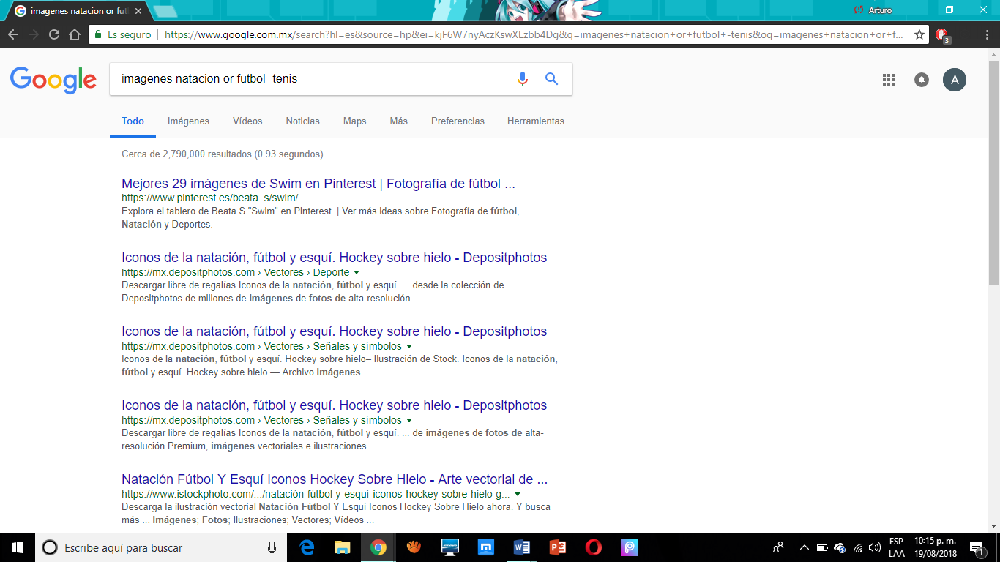 imagenes natacion or fut
Arturo
Es seguro
https://www.google.com.mx/search?hl=es&source=hp&ei=kjF6W7nyAczKswXEzbb4Dg&q=imagenes+natacion+or+futbol+-tenis&oq=imagenes+natacion+or+f...
3
Google
imagenes natacion or futbol -tenis
A
Todo Imágenes Vídeos Noticias Maps Más Preferencias Herramientas
Cerca de 2,790,000 resultados (0.93 segundos)
Mejores 29 imágenes de Swim en Pinterest | Fotografía de fútbol ...
https://www.pinterest.es/beata_s/swim/
Explora el tablero de Beata S "Swim" en Pinterest. | Ver más ideas sobre Fotografía de fútbol,
Natación y Deportes.
Iconos de la natación, fútbol y esquí. Hockey sobre hielo - Depositphotos
https://mx.depositphotos.com › Vectores › Deporte
Descargar libre de regalías Iconos de la natación, fútbol y esquí. ... desde la colección de
Depositphotos de millones de imágenes de fotos de alta-resolución ...
Iconos de la natación, fútbol y esquí. Hockey sobre hielo - Depositphotos
https://mx.depositphotos.com › Vectores › Señales y símbolos
Iconos de la natación, fútbol y esquí. Hockey sobre hielo– Ilustración de Stock. Iconos de la natación,
fútbol y esquí. Hockey sobre hielo — Archivo Imágenes ...
Iconos de la natación, fútbol y esquí. Hockey sobre hielo - Depositphotos
https://mx.depositphotos.com › Vectores › Señales y símbolos
Descargar libre de regalías Iconos de la natación, fútbol y esquí. ... de imágenes de fotos de alta-
resolución Premium, imágenes vectoriales e ilustraciones.
Natación Fútbol Y Esquí Iconos Hockey Sobre Hielo - Arte vectorial de ...
https://www.istockphoto.com/.../natación-fútbol-y-esquí-iconos-hockey-sobre-hielo-g...
Descarga la ilustración vectorial Natación Fútbol Y Esquí Iconos Hockey Sobre Hielo ahora. Y busca
más ... Imágenes; Fotos; Ilustraciones; Vectores; Vídeos ...
Escribe aquí para buscar
ESP
LAA
10:15 p. m.
19/08/2018
1